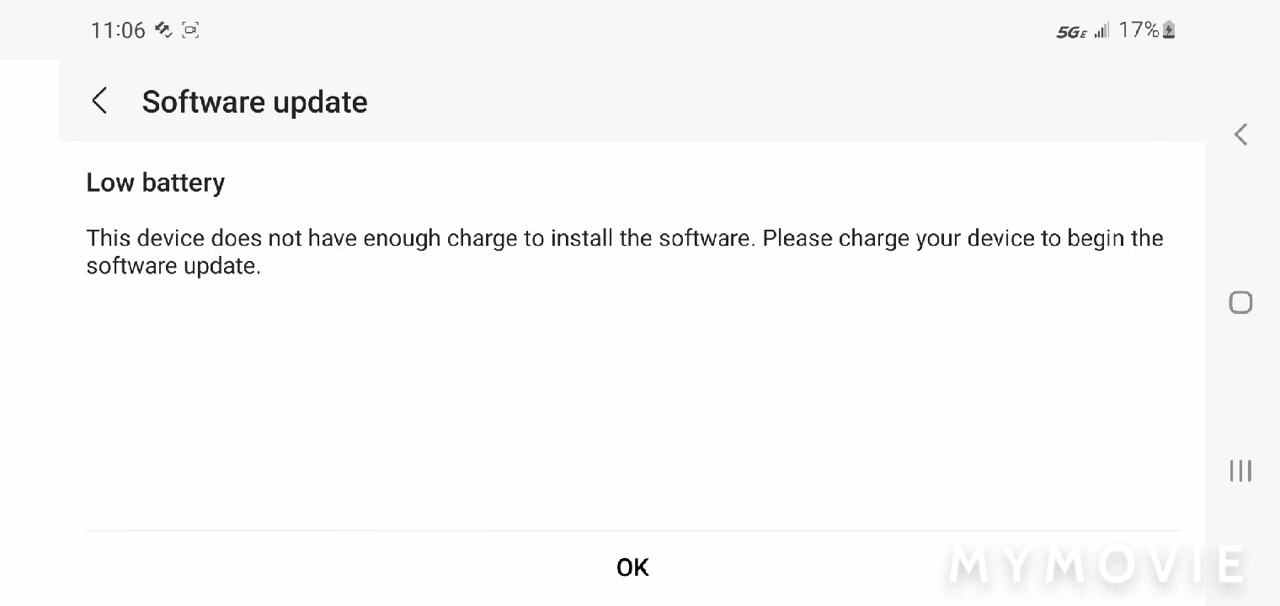 11:06 5GE 17%
Software update
Low battery
This device does not have enough charge to install the software. Please charge your device to begin the
software update.
OK
MYMOVIE